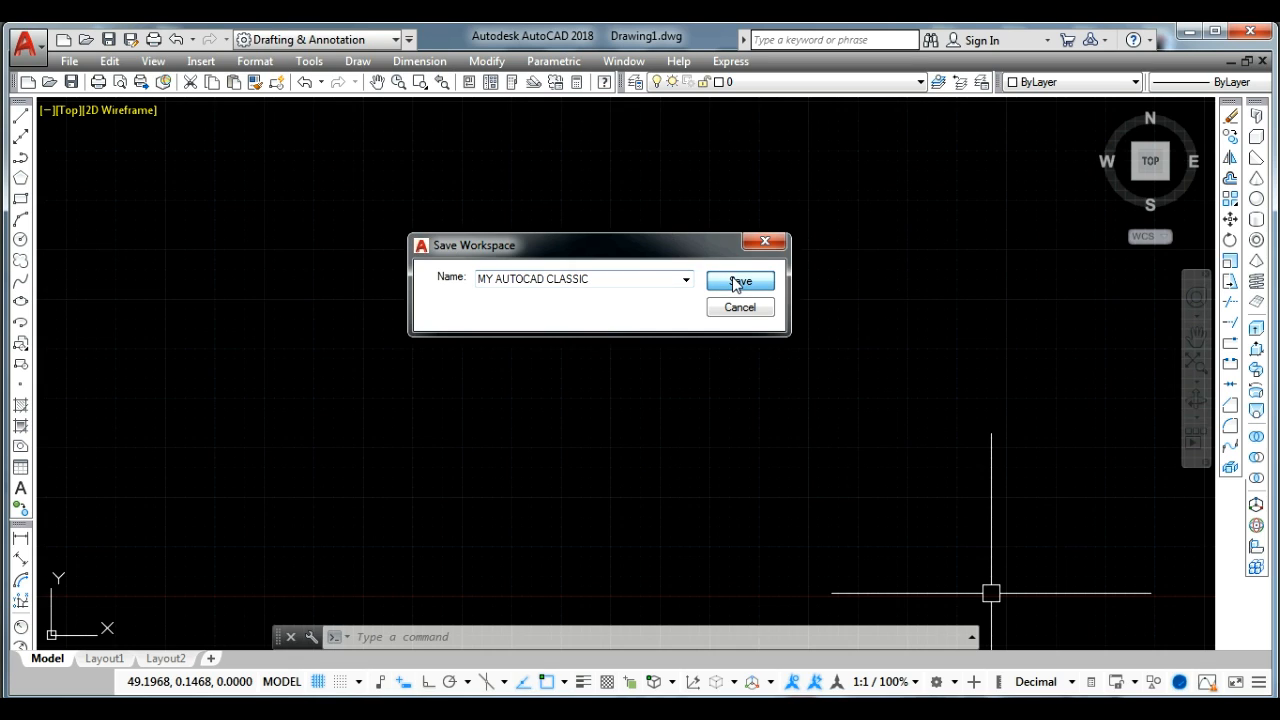 Drafting & Annotation
Autodesk AutoCAD 2018 Drawing1.dwg
Type a keyword or phrase
Sign In
File Edit View Insert Format Tools Draw Dimension Modify Parametric Window Help Express
0
ByLayer
ByLayer
[−][Top][2D Wireframe]
N
W TOP E
S
WCS
Save Workspace
Name: MY AUTOCAD CLASSIC
Save
Cancel
A
Y
X
Type a command
Model Layout1 Layout2 +
49.1968, 0.1468, 0.0000 MODEL
1:1 / 100%
Decimal